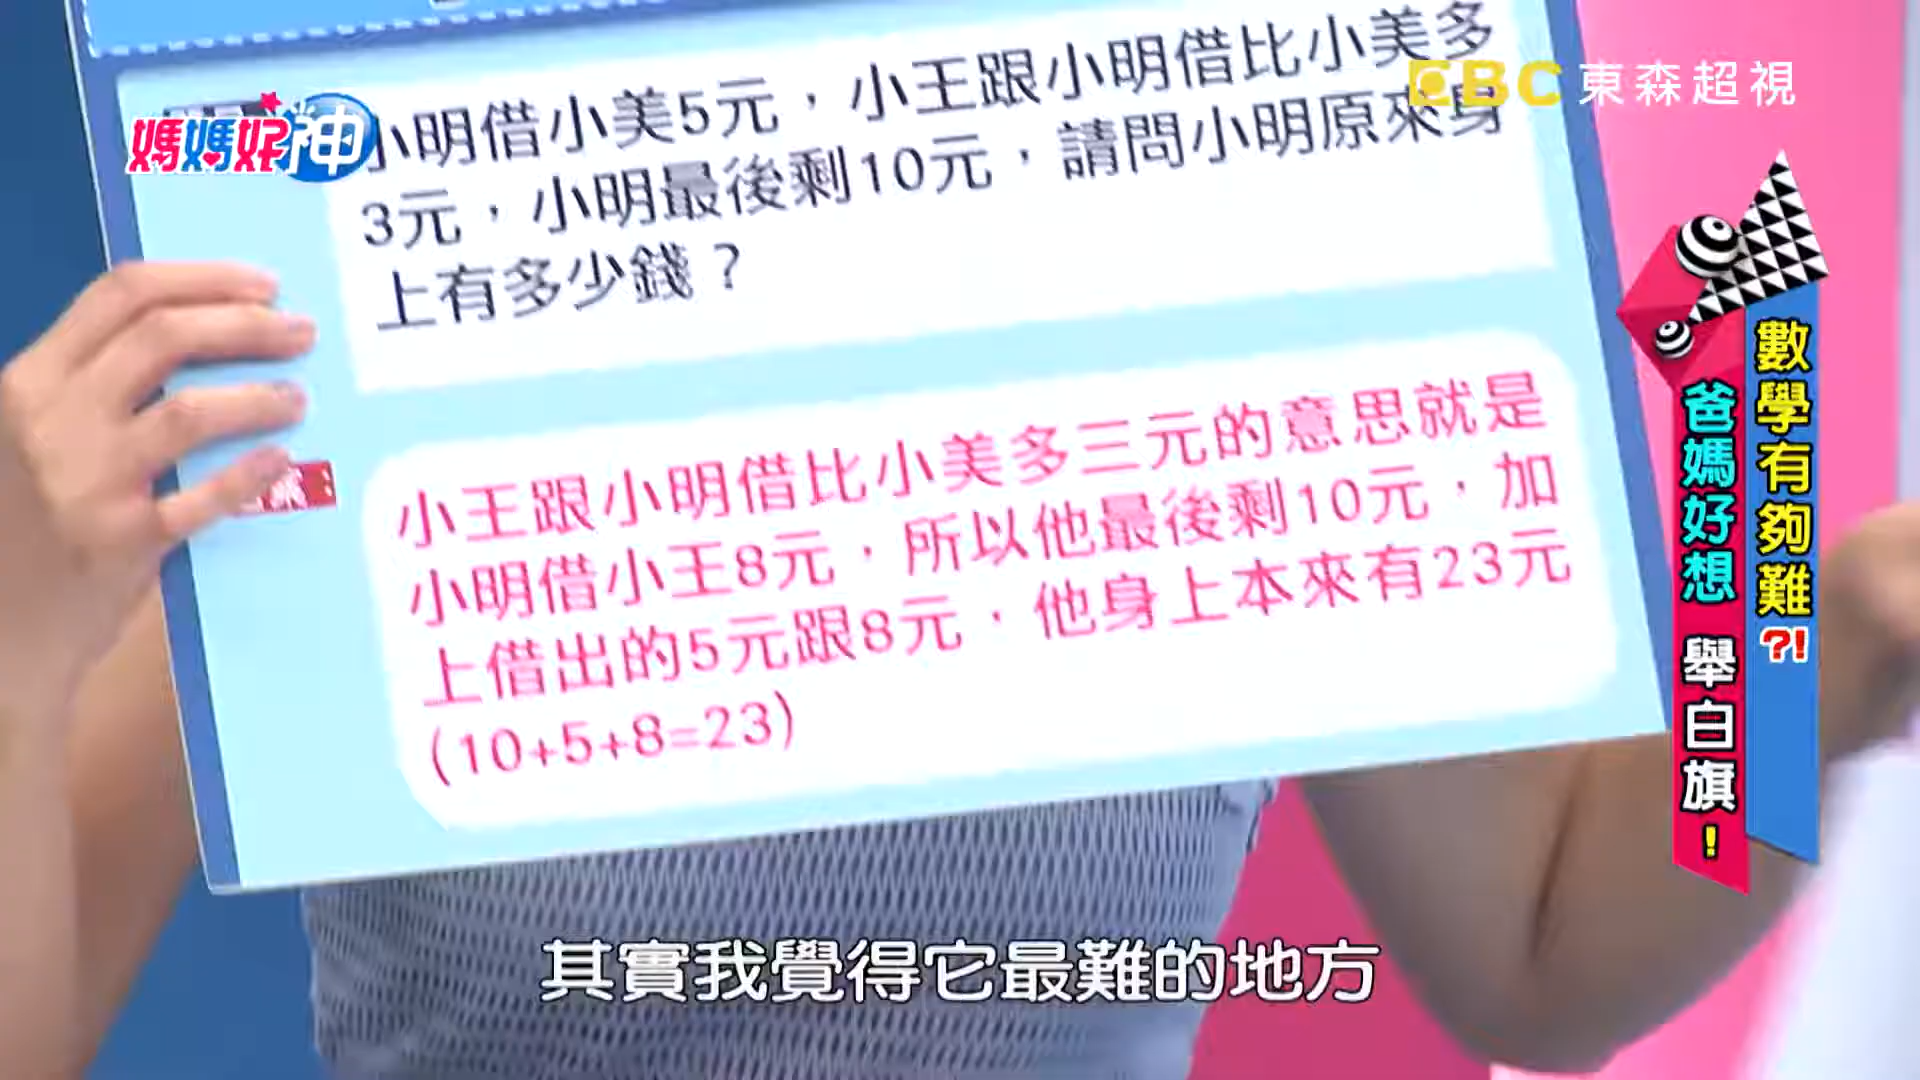 小明借小美5元，小王跟小明借比小美多
3元，小明最後剩10元，請問小明原來身
上有多少錢？
小王跟小明借比小美多三元的意思就是
小明借小王8元，所以他最後剩10元，加
上借出的5元跟8元，他身上本來有23元
(10+5+8=23)
媽媽好神
EBC 東森超視
數學有夠難?!
爸媽好想 舉白旗！
其實我覺得它最難的地方